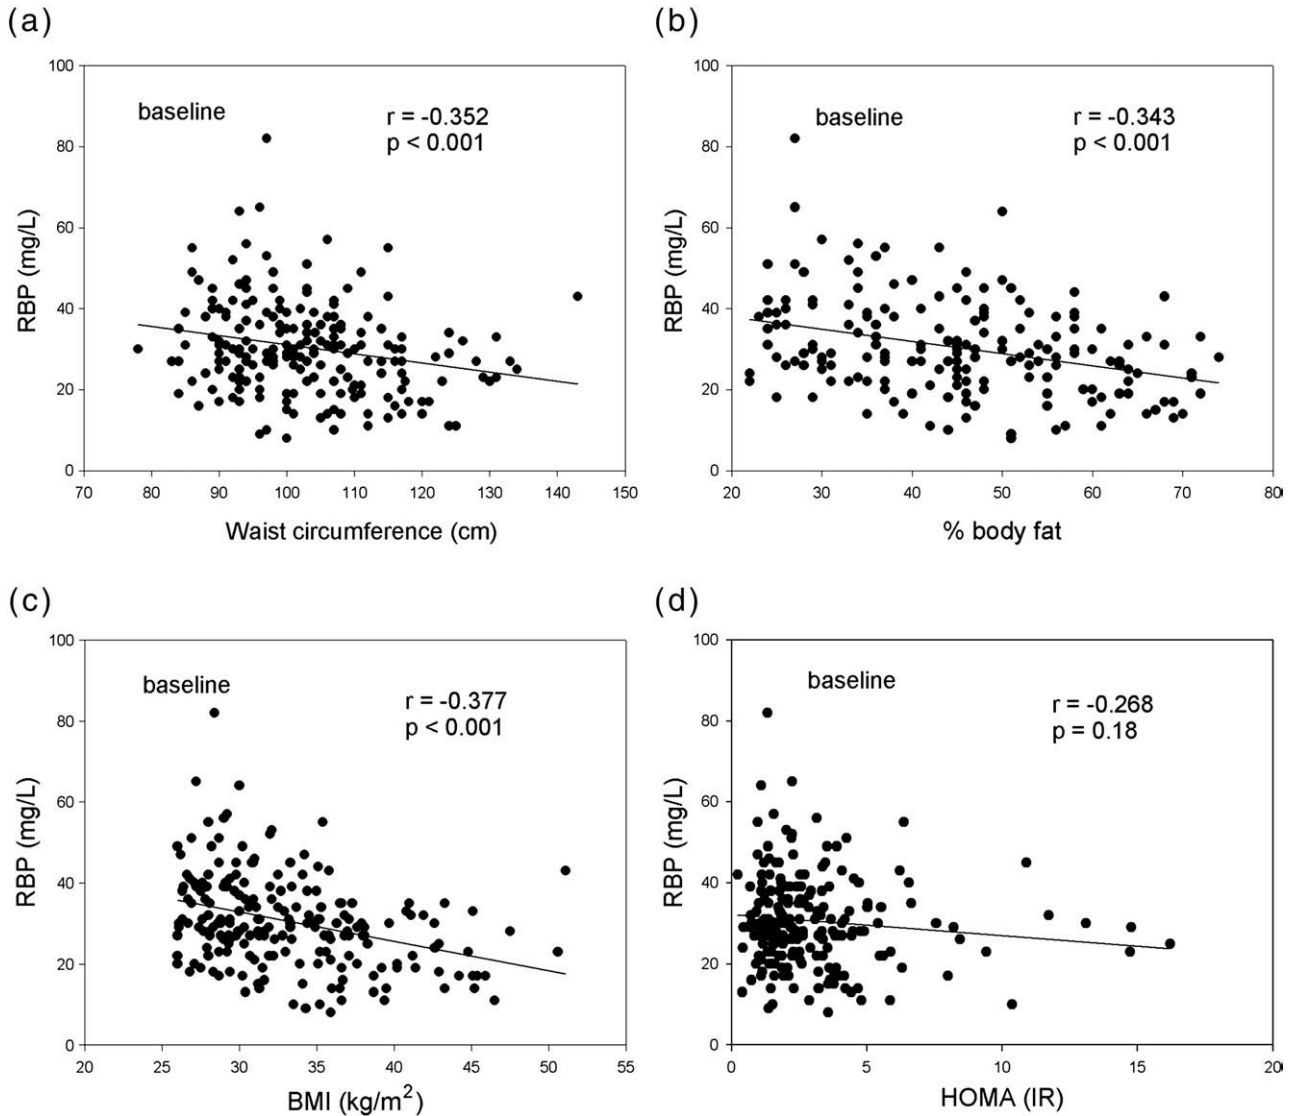 (a)
100
80
60
40
20
0
RBP (mg/L)
baseline
r = -0.352
p < 0.001
70 80 90 100 110 120 130 140 150
Waist circumference (cm)
(b)
100
80
60
40
20
0
RBP (mg/L)
baseline
r = -0.343
p < 0.001
20 30 40 50 60 70 80
% body fat
(c)
100
80
60
40
20
0
RBP (mg/L)
baseline
r = -0.377
p < 0.001
20 25 30 35 40 45 50 55
BMI (kg/m²)
(d)
100
80
60
40
20
0
RBP (mg/L)
baseline
r = -0.268
p = 0.18
0 5 10 15 20
HOMA (IR)